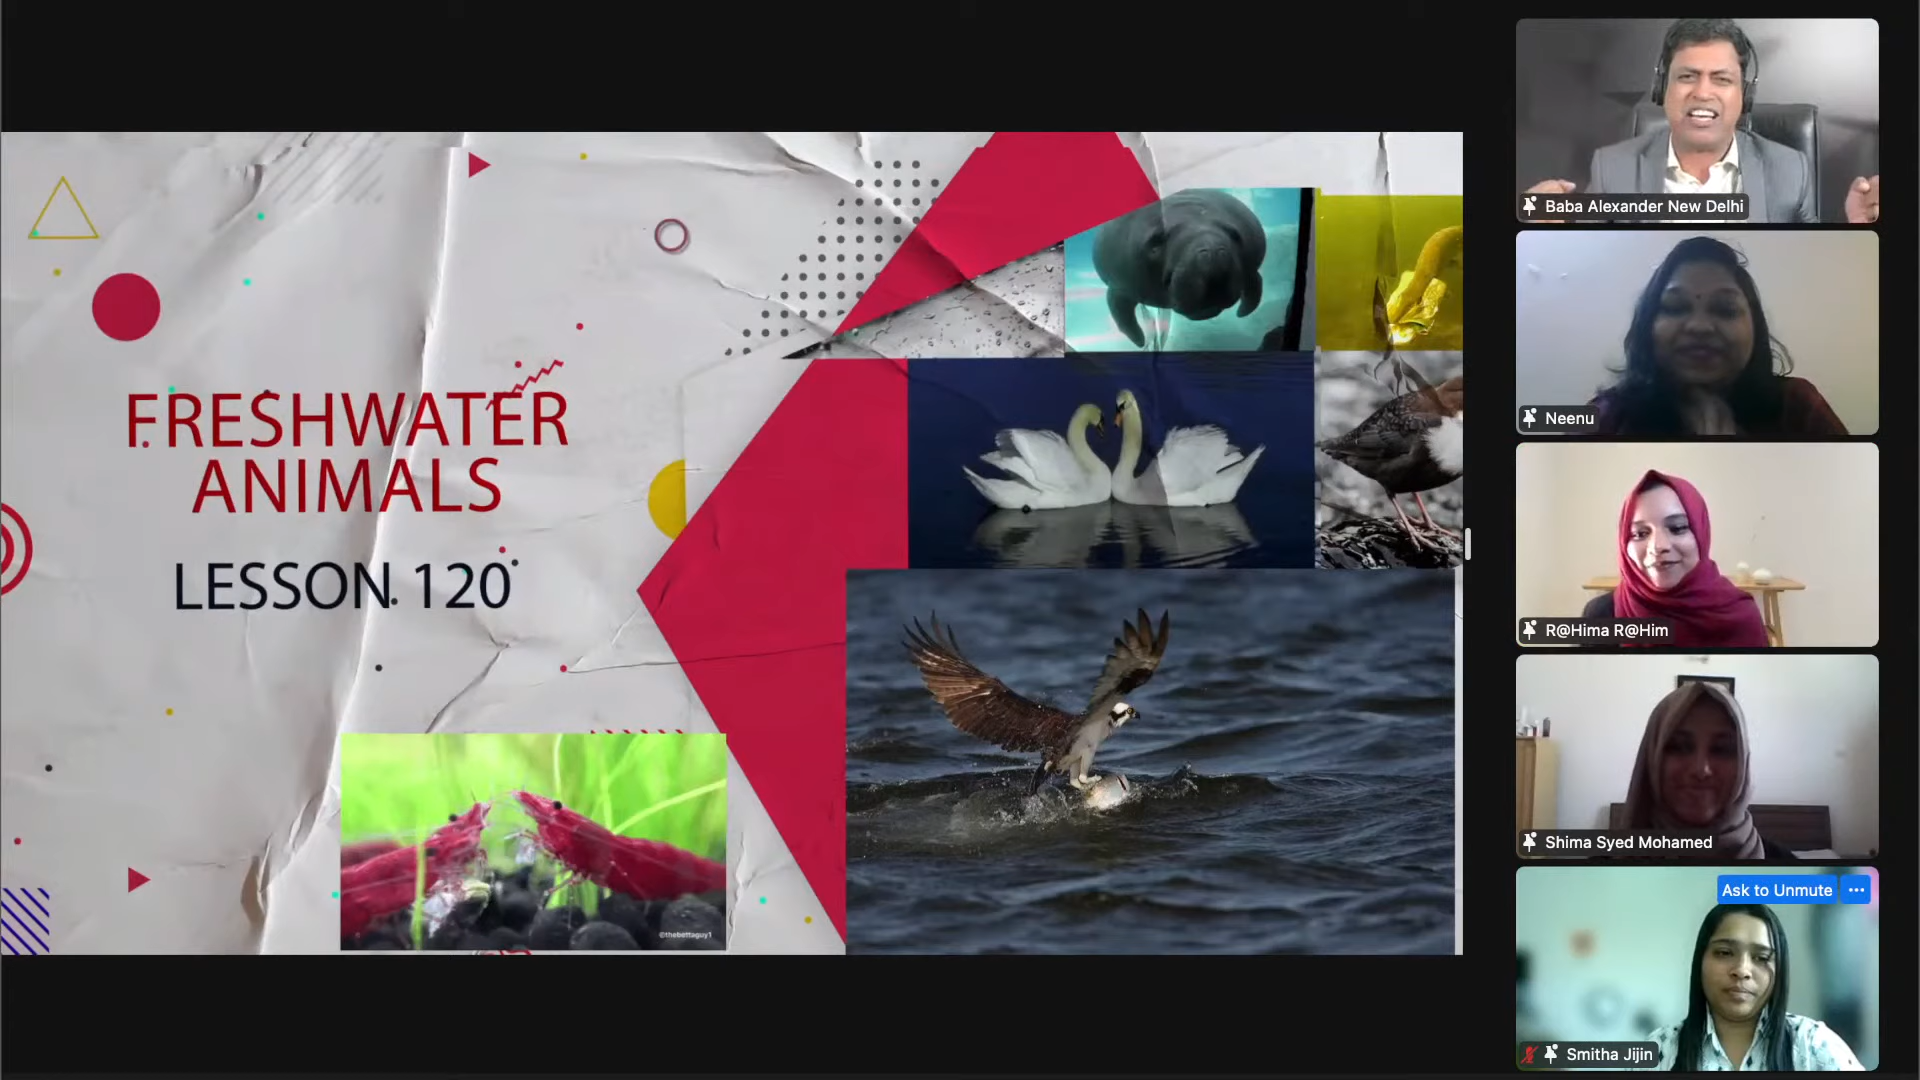 FRESHWATER
ANIMALS
LESSON 120
©thebettaguy1
Baba Alexander New Delhi
Neenu
R@Hima R@Him
Shima Syed Mohamed
Ask to Unmute
Smitha Jijin